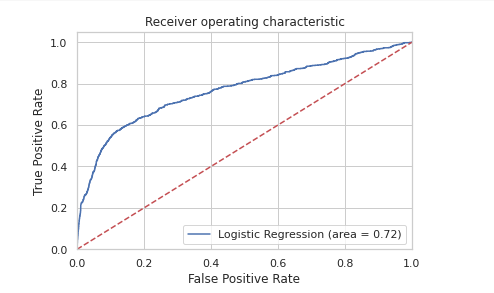 Receiver operating characteristic
1.0
0.8
0.6
0.4
0.2
0.0
True Positive Rate
Logistic Regression (area = 0.72)
0.0 0.2 0.4 0.6 0.8 1.0
False Positive Rate